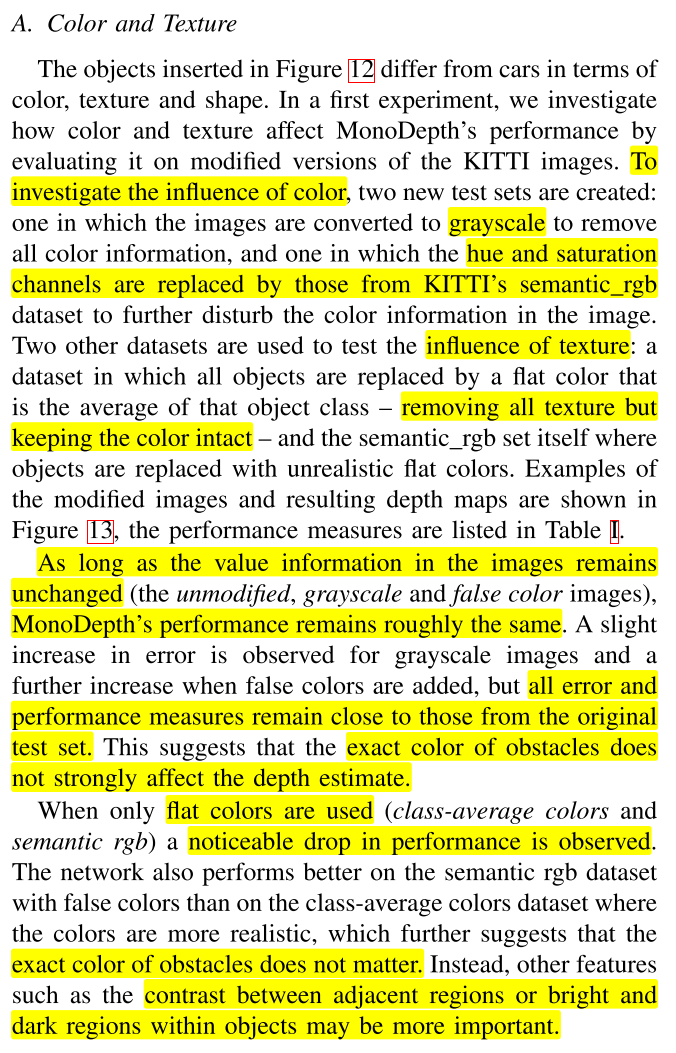 A. Color and Texture
The objects inserted in Figure 12 differ from cars in terms of
color, texture and shape. In a first experiment, we investigate
how color and texture affect MonoDepth's performance by
evaluating it on modified versions of the KITTI images. To
investigate the influence of color, two new test sets are created:
one in which the images are converted to grayscale to remove
all color information, and one in which the hue and saturation
channels are replaced by those from KITTI's semantic_rgb
dataset to further disturb the color information in the image.
Two other datasets are used to test the influence of texture: a
dataset in which all objects are replaced by a flat color that
is the average of that object class – removing all texture but
keeping the color intact – and the semantic_rgb set itself where
objects are replaced with unrealistic flat colors. Examples of
the modified images and resulting depth maps are shown in
Figure 13, the performance measures are listed in Table I.
As long as the value information in the images remains
unchanged (the unmodified, grayscale and false color images),
MonoDepth's performance remains roughly the same. A slight
increase in error is observed for grayscale images and a
further increase when false colors are added, but all error and
performance measures remain close to those from the original
test set. This suggests that the exact color of obstacles does
not strongly affect the depth estimate.
When only flat colors are used (class-average colors and
semantic rgb) a noticeable drop in performance is observed.
The network also performs better on the semantic rgb dataset
with false colors than on the class-average colors dataset where
the colors are more realistic, which further suggests that the
exact color of obstacles does not matter. Instead, other features
such as the contrast between adjacent regions or bright and
dark regions within objects may be more important.